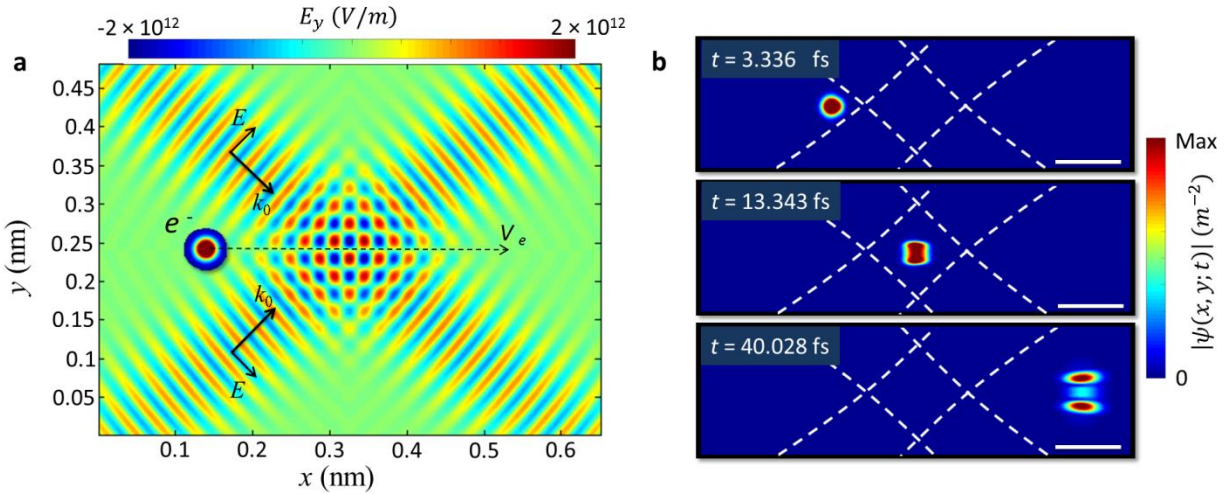 E_y (V/m)
-2 × 10^12
2 × 10^12
a
y (nm)
0.45
0.4
0.35
0.3
0.25
0.2
0.15
0.1
0.05
E
k_0
e^-
V_e
k_0
E
0.1
0.2
0.3
0.4
0.5
0.6
x (nm)
b
t = 3.336 fs
t = 13.343 fs
t = 40.028 fs
Max
0
|ψ(x, y; t)| (m^-2)